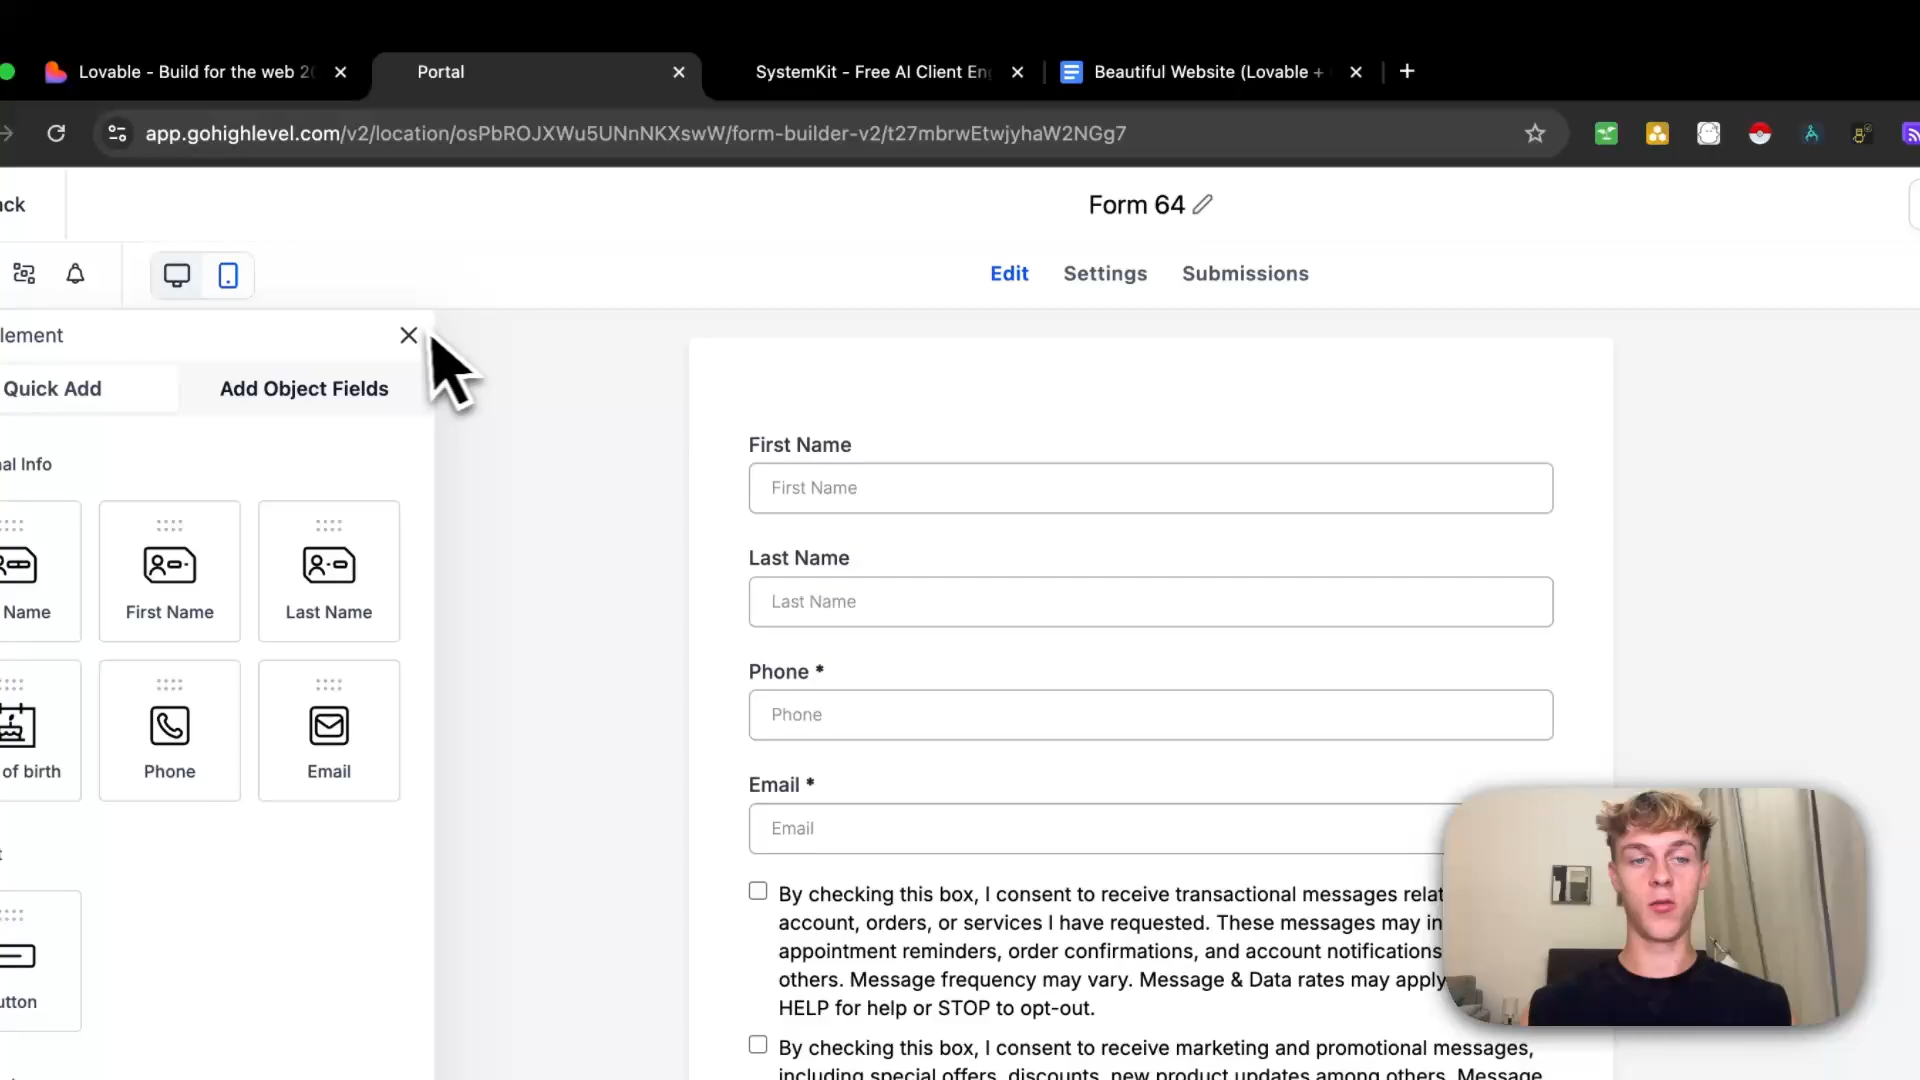 Lovable - Build for the web 20
Portal
SystemKit - Free AI Client En
Beautiful Website (Lovable +
app.gohighlevel.com/v2/location/osPbROJXWu5UNnNKXswW/form-builder-v2/t27mbrwEtwjyhaW2NGg7
ack
Form 64
Edit
Settings
Submissions
lement
Quick Add
Add Object Fields
al Info
Name
First Name
Last Name
of birth
Phone
Email
utton
First Name
First Name
Last Name
Last Name
Phone *
Phone
Email *
Email
By checking this box, I consent to receive transactional messages relat
account, orders, or services I have requested. These messages may in
appointment reminders, order confirmations, and account notifications
others. Message frequency may vary. Message & Data rates may apply
HELP for help or STOP to opt-out.
By checking this box, I consent to receive marketing and promotional messages,
including special offers, discounts, new product updates among others. Message